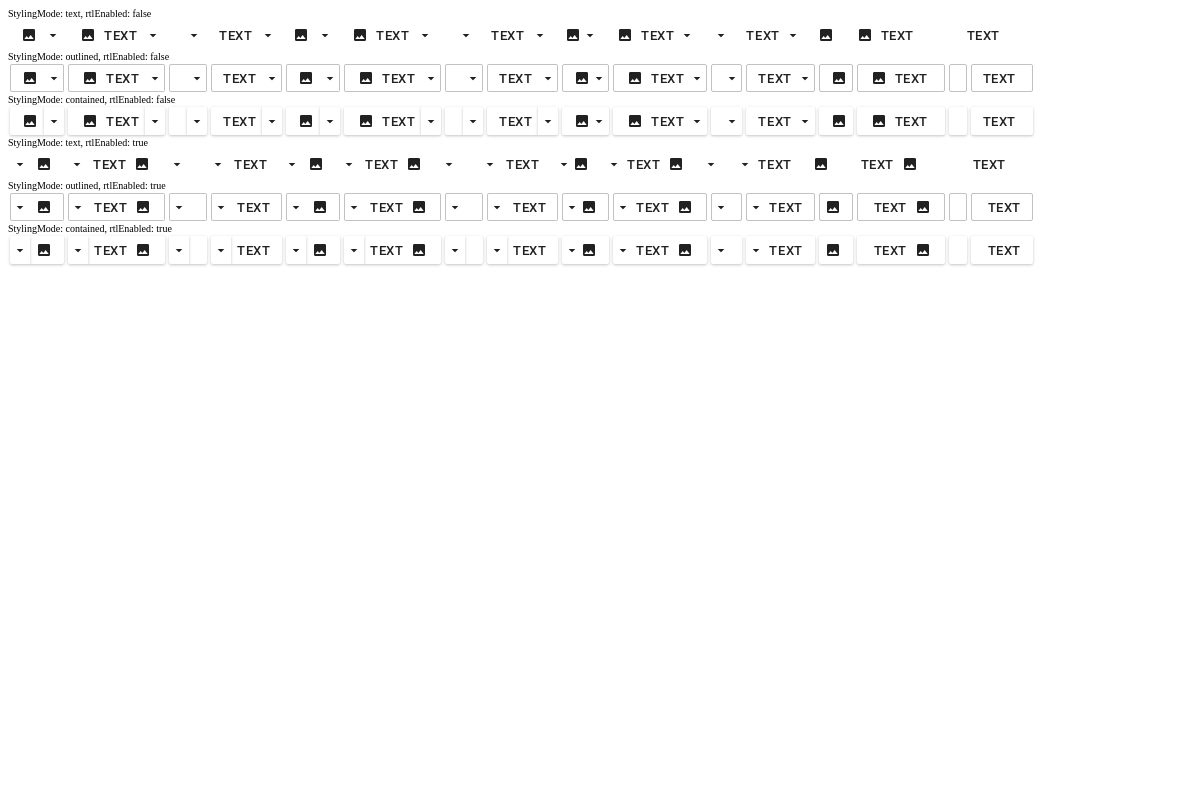 StylingMode: text, rtlEnabled: false
TEXT TEXT TEXT TEXT TEXT TEXT TEXT TEXT
StylingMode: outlined, rtlEnabled: false
TEXT TEXT TEXT TEXT TEXT TEXT TEXT TEXT
StylingMode: contained, rtlEnabled: false
TEXT TEXT TEXT TEXT TEXT TEXT TEXT TEXT
StylingMode: text, rtlEnabled: true
TEXT TEXT TEXT TEXT TEXT TEXT TEXT TEXT
StylingMode: outlined, rtlEnabled: true
TEXT TEXT TEXT TEXT TEXT TEXT TEXT TEXT
StylingMode: contained, rtlEnabled: true
TEXT TEXT TEXT TEXT TEXT TEXT TEXT TEXT